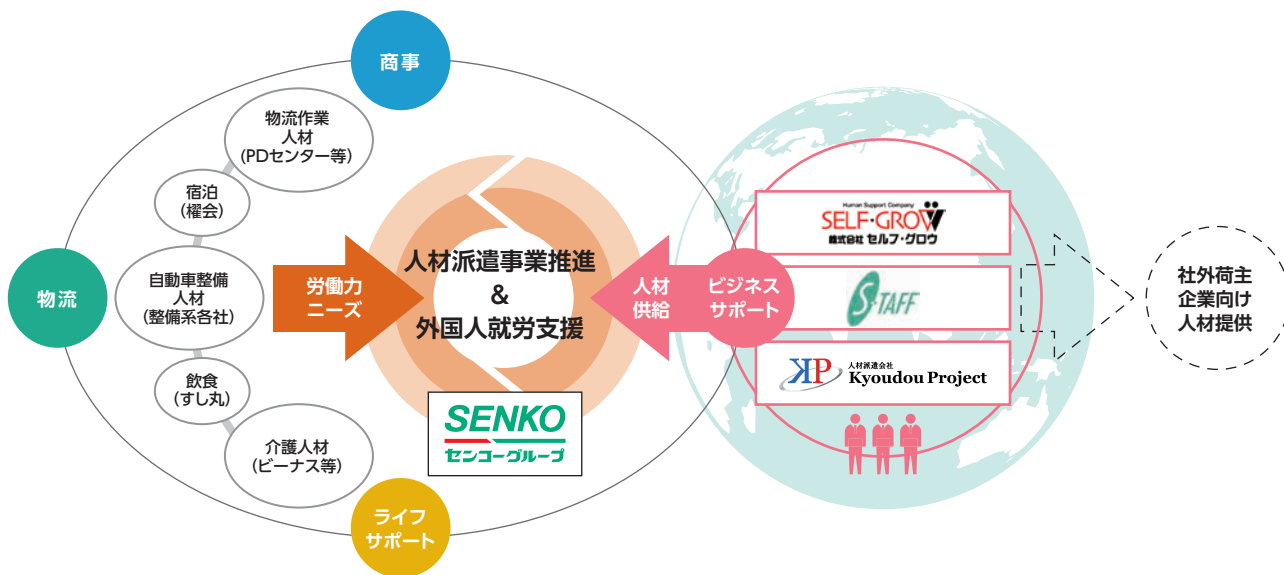 商事
物流作業
人材
(PDセンター等)
宿泊
(櫂会)
物流
自動車整備
人材
(整備系各社)
飲食
(すし丸)
介護人材
(ビーナス等)
ライフ
サポート
労働力
ニーズ
人材派遣事業推進
&
外国人就労支援
SENKO
センコーグループ
人材
供給
ビジネス
サポート
Human Support Company
SELF・GROW
株式会社 セルフ・グロウ
S・TAFF
KP 人材派遣会社
Kyoudou Project
社外荷主
企業向け
人材提供